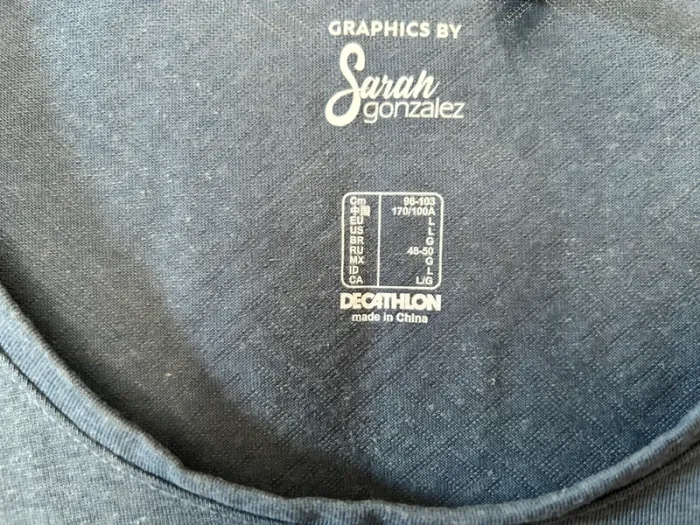 GRAPHICS BY
Sarah
gonzalez
Cm 96-103
中国 170/100A
EU L
US L
BR G
RU 48-50
MX G
ID L
CA L/G
DECATHLON
made in China